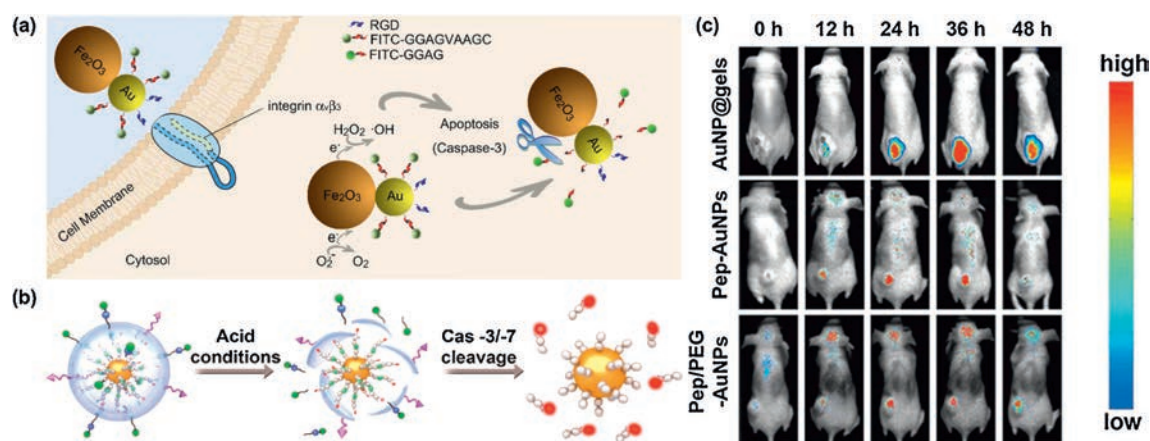 (a)
RGD
FITC-GGAGVAAGC
FITC-GGAG
Fe₂O₃
Au
integrin αᵥβ₃
H₂O₂ ·OH
e⁻
Apoptosis
(Caspase-3)
Fe₂O₃
Au
Fe₂O₃
Au
e⁻
O₂⁻ O₂
Cell Membrane
Cytosol
(b)
Acid
conditions
Cas -3/-7
cleavage
(c)
0 h 12 h 24 h 36 h 48 h
AuNP@gels
Pep-AuNPs
Pep/PEG
-AuNPs
high
low